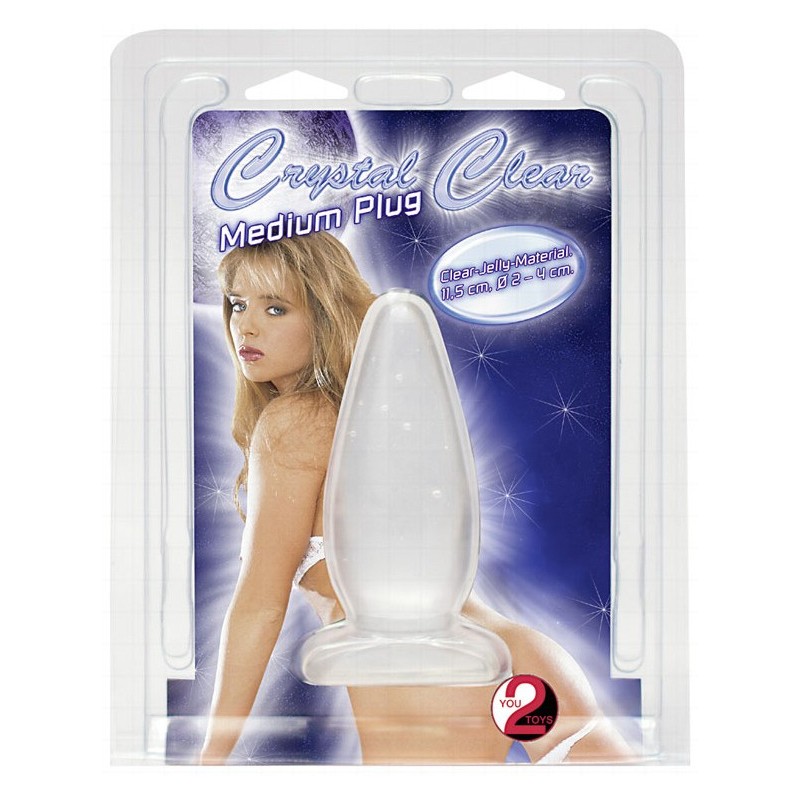 Crystal Clear
Medium Plug
Clear-Jelly-Material.
11,5 cm, Ø 2 – 4 cm.
YOU
2
TOYS